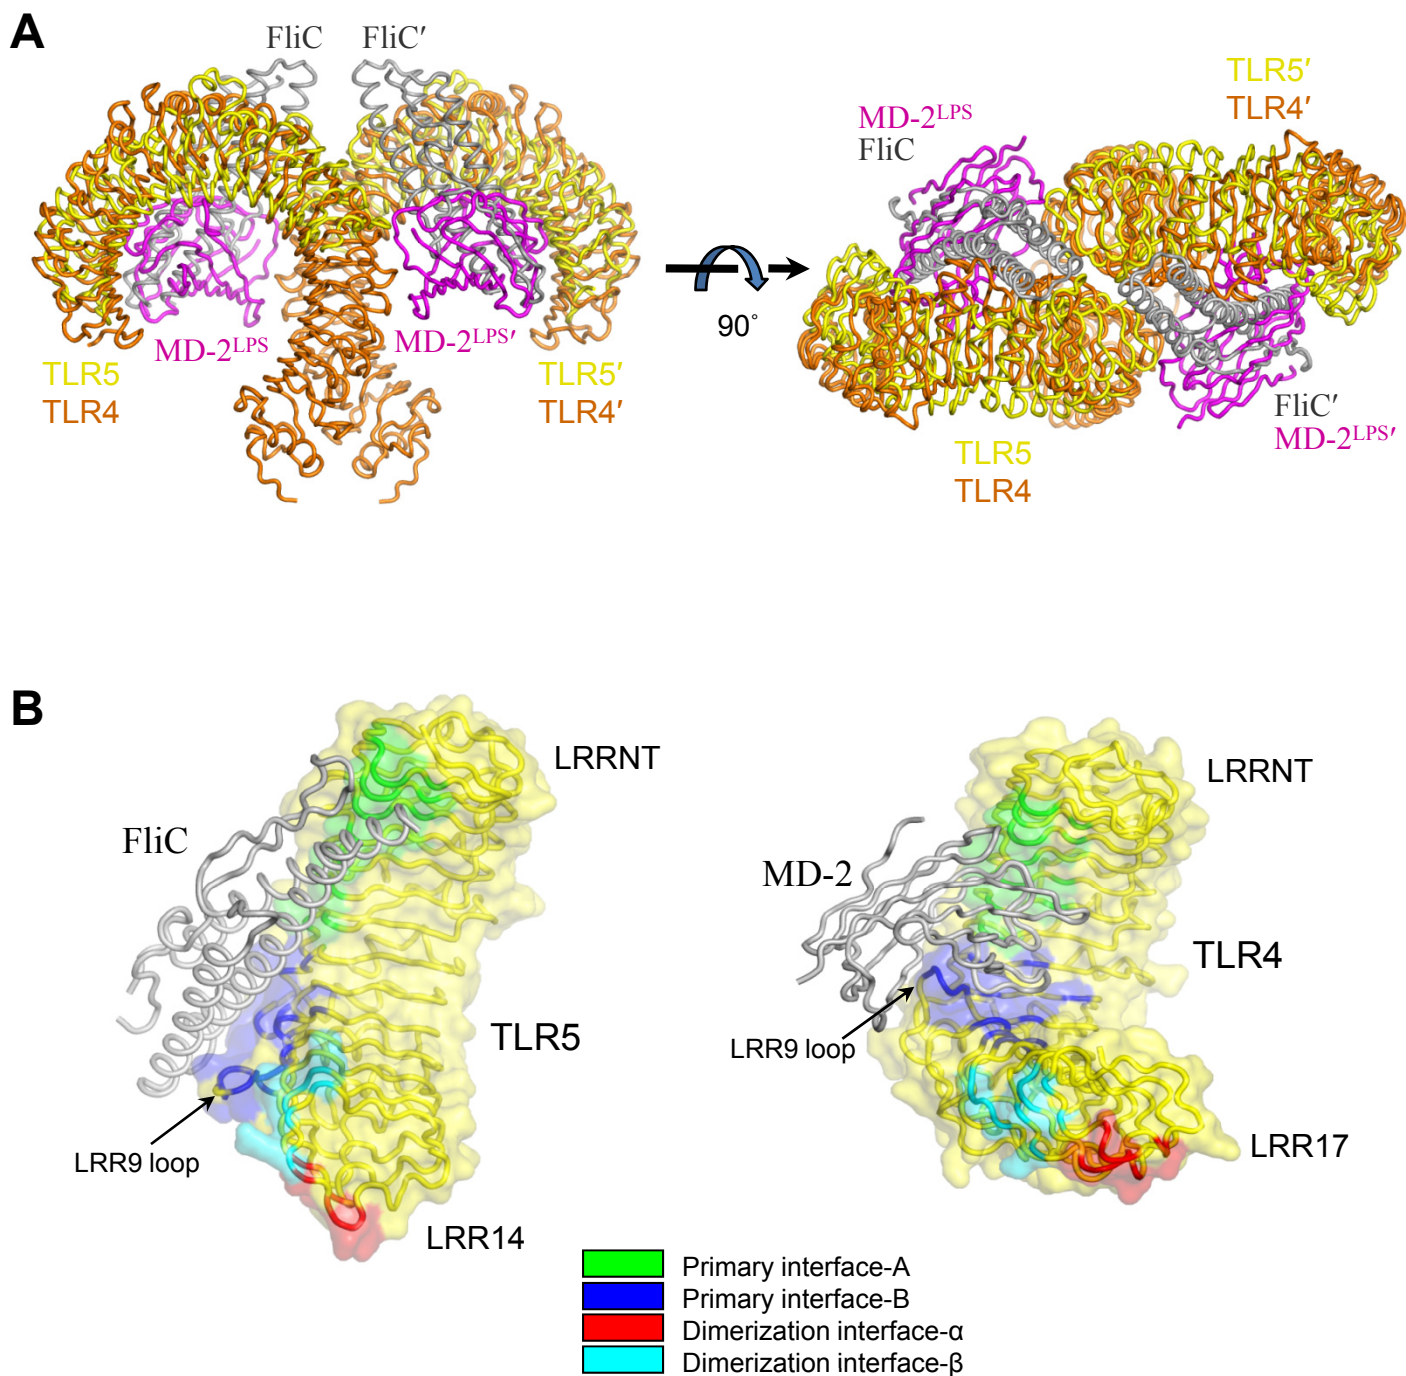 A
FliC FliC′
MD-2LPS MD-2LPS′
TLR5 TLR5′
TLR4 TLR4′
90°
TLR5′
TLR4′
MD-2LPS
FliC
FliC′
MD-2LPS′
TLR5
TLR4
B
LRRNT
FliC
TLR5
LRR9 loop
LRR14
LRRNT
MD-2
TLR4
LRR9 loop
LRR17
Primary interface-A
Primary interface-B
Dimerization interface-α
Dimerization interface-β